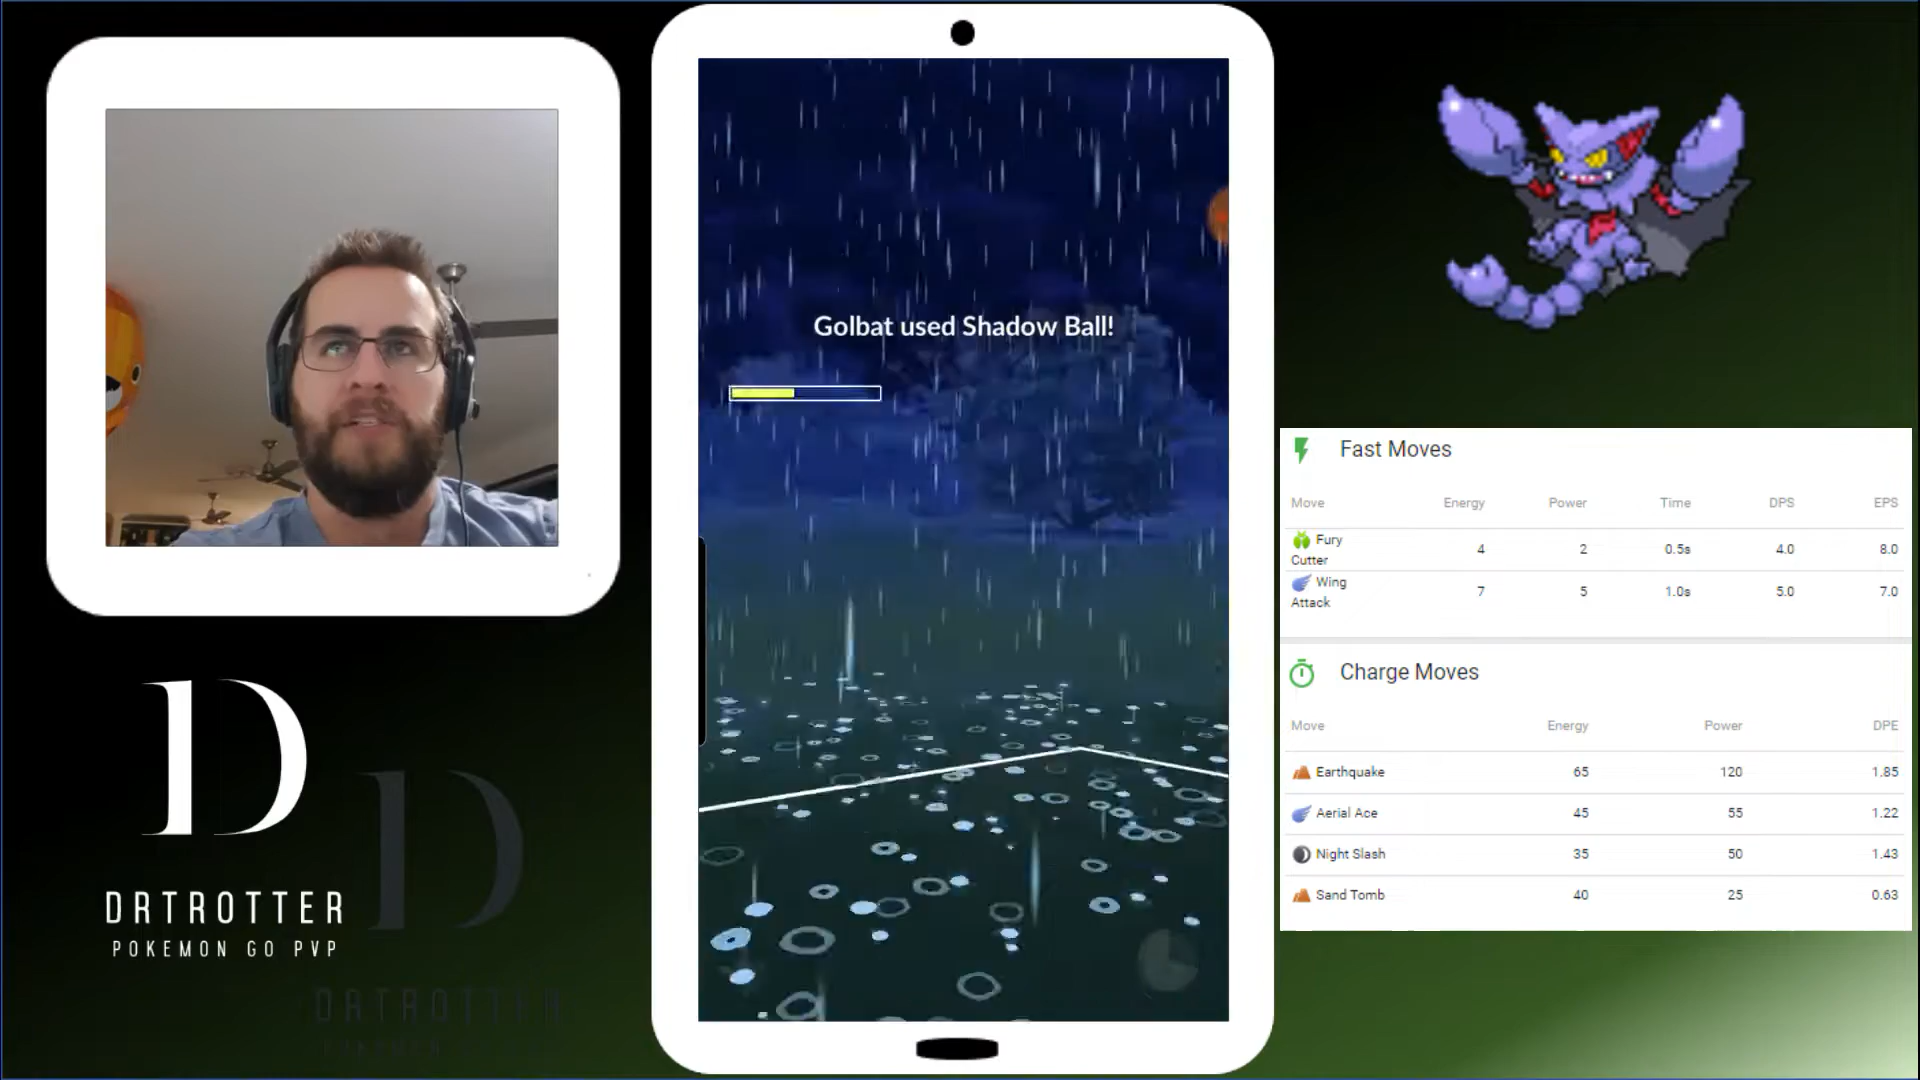 Golbat used Shadow Ball!
Fast Moves
Move Energy Power Time DPS EPS
Fury Cutter 4 2 0.5s 4.0 8.0
Wing Attack 7 5 1.0s 5.0 7.0
Charge Moves
Move Energy Power DPE
Earthquake 65 120 1.85
Aerial Ace 45 55 1.22
Night Slash 35 50 1.43
Sand Tomb 40 25 0.63
D
D
DRTROTTER
POKEMON GO PVP
DRTROTTER